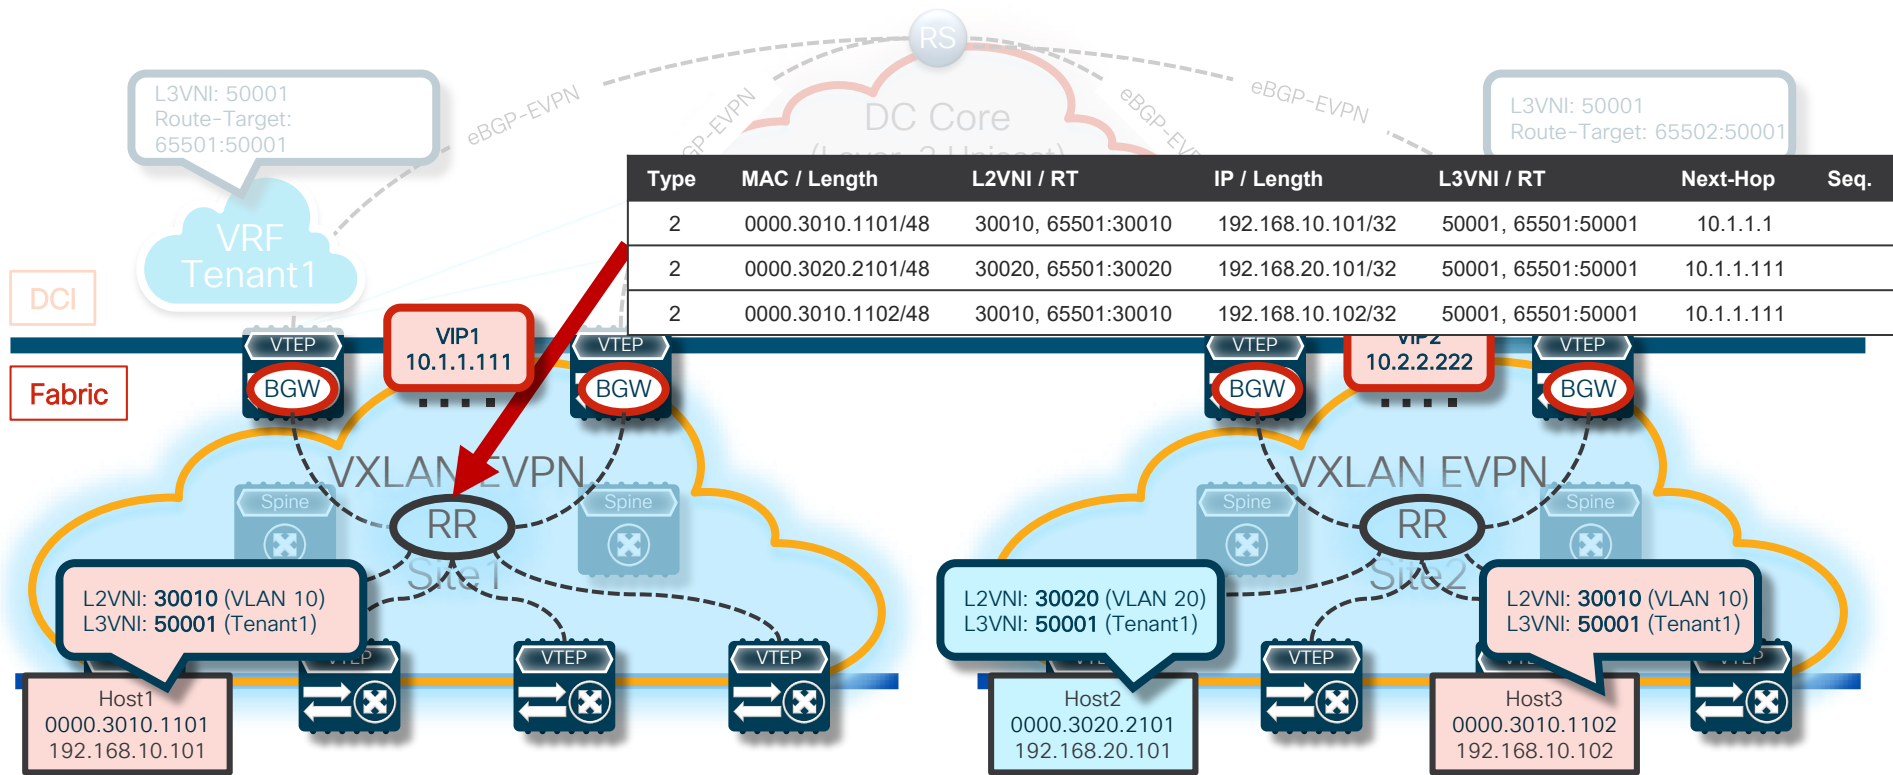 RS
eBGP-EVPN
eBGP-EVPN
L3VNI: 50001
Route-Target:
65501:50001
DC Core
L3VNI: 50001
Route-Target: 65502:50001
Type MAC / Length L2VNI / RT IP / Length L3VNI / RT Next-Hop Seq.
2 0000.3010.1101/48 30010, 65501:30010 192.168.10.101/32 50001, 65501:50001 10.1.1.1
2 0000.3020.2101/48 30020, 65501:30020 192.168.20.101/32 50001, 65501:50001 10.1.1.111
2 0000.3010.1102/48 30010, 65501:30010 192.168.10.102/32 50001, 65501:50001 10.1.1.111
VRF
Tenant1
DCI
Fabric
VTEP
BGW
VIP1
10.1.1.111
VTEP
BGW
VTEP
BGW
VIP2
10.2.2.222
VTEP
BGW
VXLAN EVPN
Spine
RR
Spine
Site1
VXLAN EVPN
Spine
RR
Spine
Site2
L2VNI: 30010 (VLAN 10)
L3VNI: 50001 (Tenant1)
L2VNI: 30020 (VLAN 20)
L3VNI: 50001 (Tenant1)
L2VNI: 30010 (VLAN 10)
L3VNI: 50001 (Tenant1)
VTEP
VTEP
VTEP
VTEP
VTEP
Host1
0000.3010.1101
192.168.10.101
Host2
0000.3020.2101
192.168.20.101
Host3
0000.3010.1102
192.168.10.102